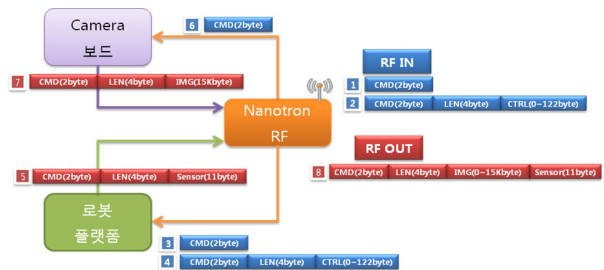 Camera
보드
6 CMD(2byte)
7 CMD(2byte) LEN(4byte) IMG(15Kbyte)
Nanotron
RF
RF IN
1 CMD(2byte)
2 CMD(2byte) LEN(4byte) CTRL(0~122byte)
RF OUT
8 CMD(2byte) LEN(4byte) IMG(0~15Kbyte) Sensor(11byte)
5 CMD(2byte) LEN(4byte) Sensor(11byte)
로봇
플랫폼
3 CMD(2byte)
4 CMD(2byte) LEN(4byte) CTRL(0~122byte)